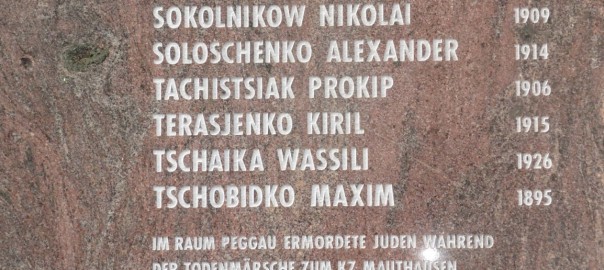 SOKOLNIKOW NIKOLAI 1909
SOLOSCHENKO ALEXANDER 1914
TACHISTSIAK PROKIP 1906
TERASJENKO KIRIL 1915
TSCHAIKA WASSILI 1926
TSCHOBIDKO MAXIM 1895
IM RAUM PEGGAU ERMORDETE JUDEN WÄHREND
DER TODENMÄRSCHE ZUM KZ MAUTHAUSEN